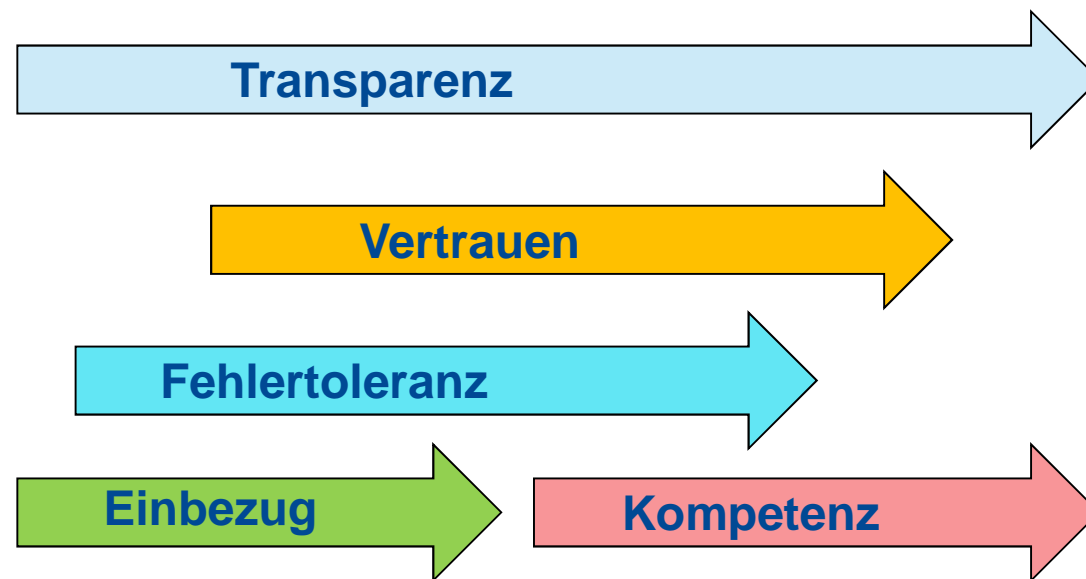 Transparenz
Vertrauen
Fehlertoleranz
Einbezug
Kompetenz